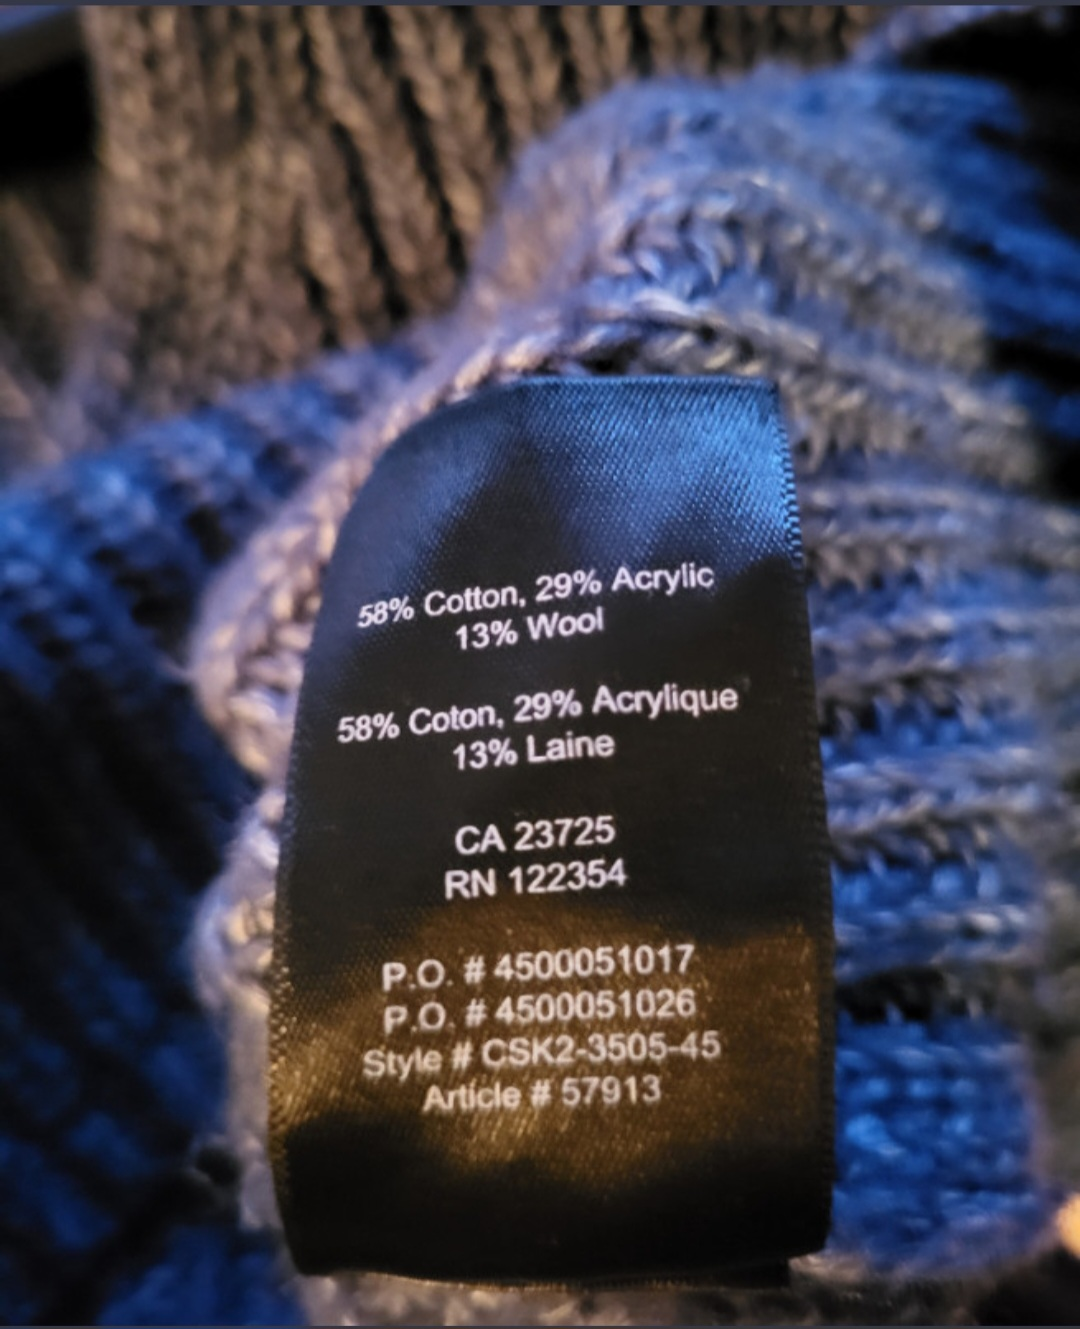 58% Cotton, 29% Acrylic
13% Wool
58% Coton, 29% Acrylique
13% Laine
CA 23725
RN 122354
P.O. # 4500051017
P.O. # 4500051026
Style # CSK2-3505-45
Article # 57913